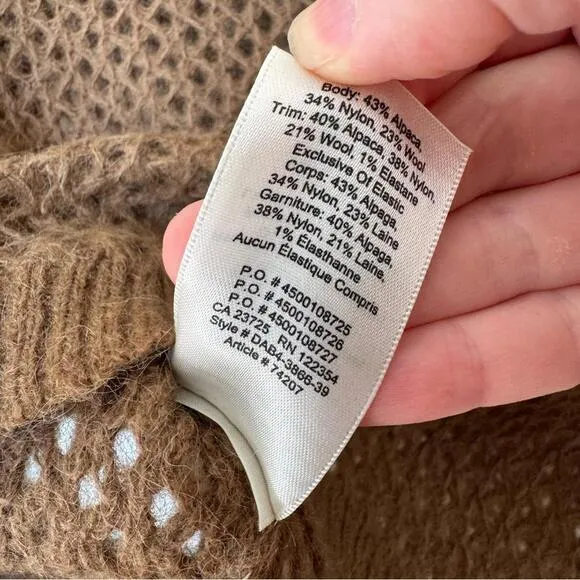 Body: 43% Alpaca,
34% Nylon, 23% Wool
Trim: 40% Alpaca, 38% Nylon,
21% Wool, 1% Elastane
Exclusive Of Elastic
Corps: 43% Alpaga,
34% Nylon, 23% Laine
Garniture: 40% Alpaga,
38% Nylon, 21% Laine,
1% Elasthanne
Aucun Élastique Compris
P.O. # 4500108725
P.O. # 4500108726
P.O. # 4500108727
CA 23725 RN 122354
Style # DAB4-3866-39
Article # 74207